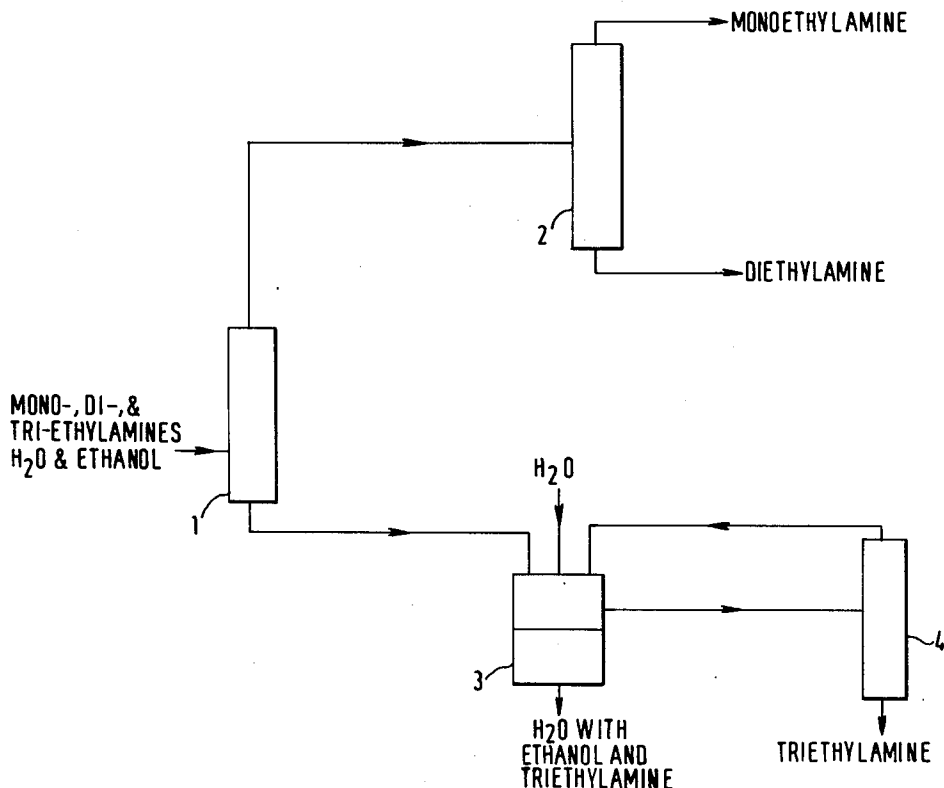 MONOETHYLAMINE
2
DIETHYLAMINE
MONO-, DI-, &
TRI-ETHYLAMINES
H₂O & ETHANOL
1
H₂O
3
4
H₂O WITH
ETHANOL AND
TRIETHYLAMINE
TRIETHYLAMINE